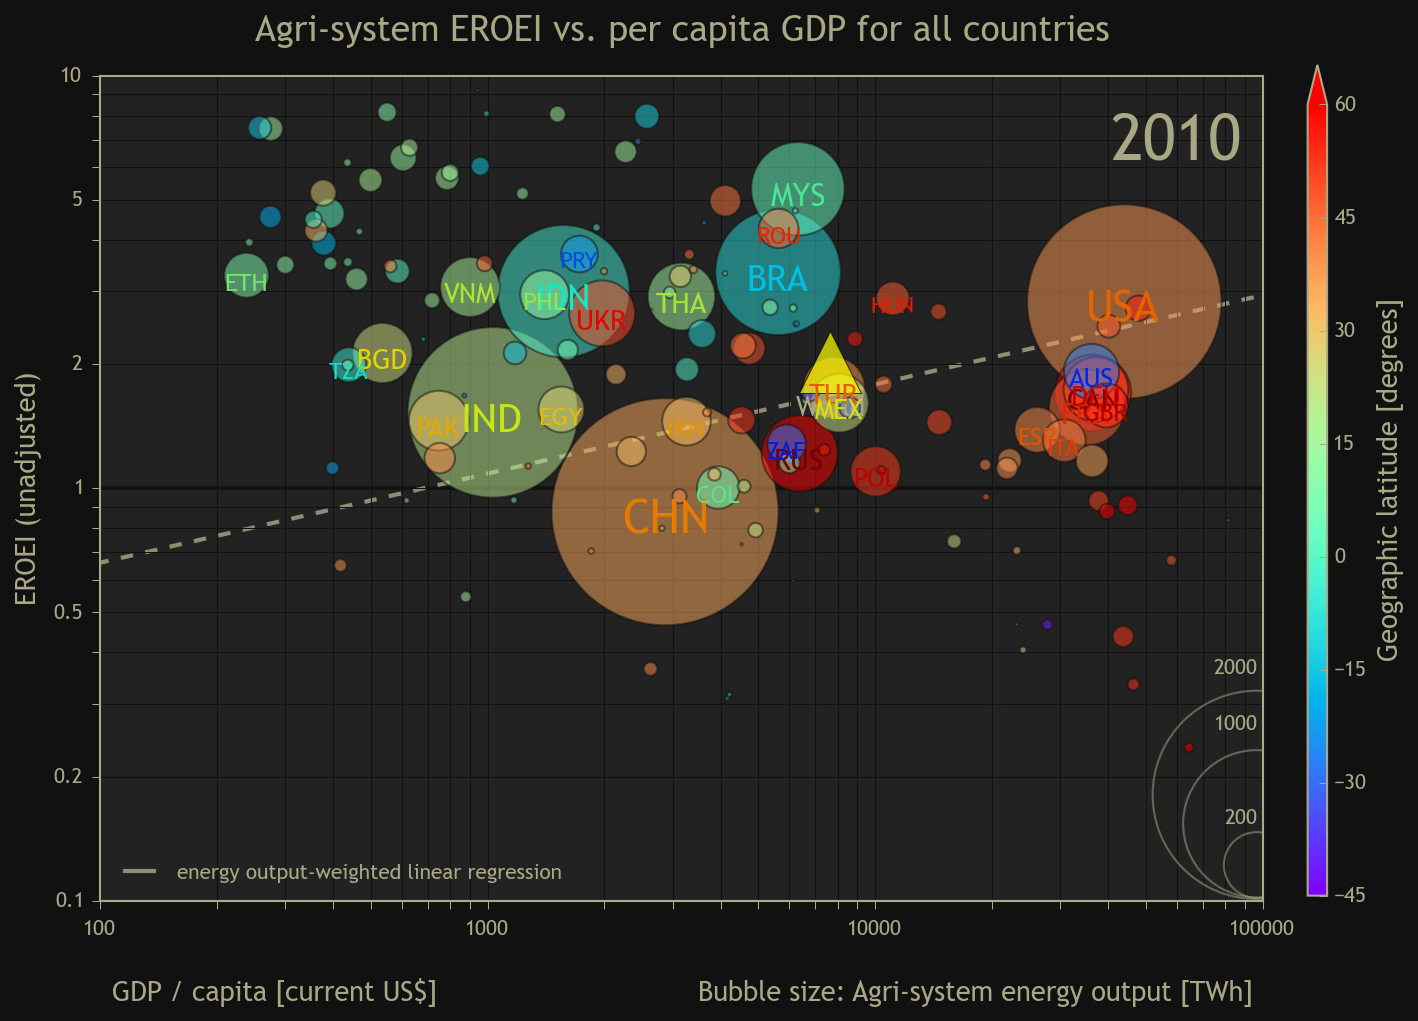 Agri-system EROEI vs. per capita GDP for all countries
2010
EROEI (unadjusted)
10
5
2
1
0.5
0.2
0.1
MYS
ROU
BRA
PRY
IDN
PHL
ETH
VNM
THA
UKR
HUN
USA
TZA
BGD
AUS
TUR
MEX
CAN
GBR
PAK
IND
EGY
IRN
ESP
ITA
ZAF
RUS
POL
COL
CHN
2000
1000
200
energy output-weighted linear regression
100
1000
10000
100000
GDP / capita [current US$]
Bubble size: Agri-system energy output [TWh]
60
45
30
15
0
−15
−30
−45
Geographic latitude [degrees]